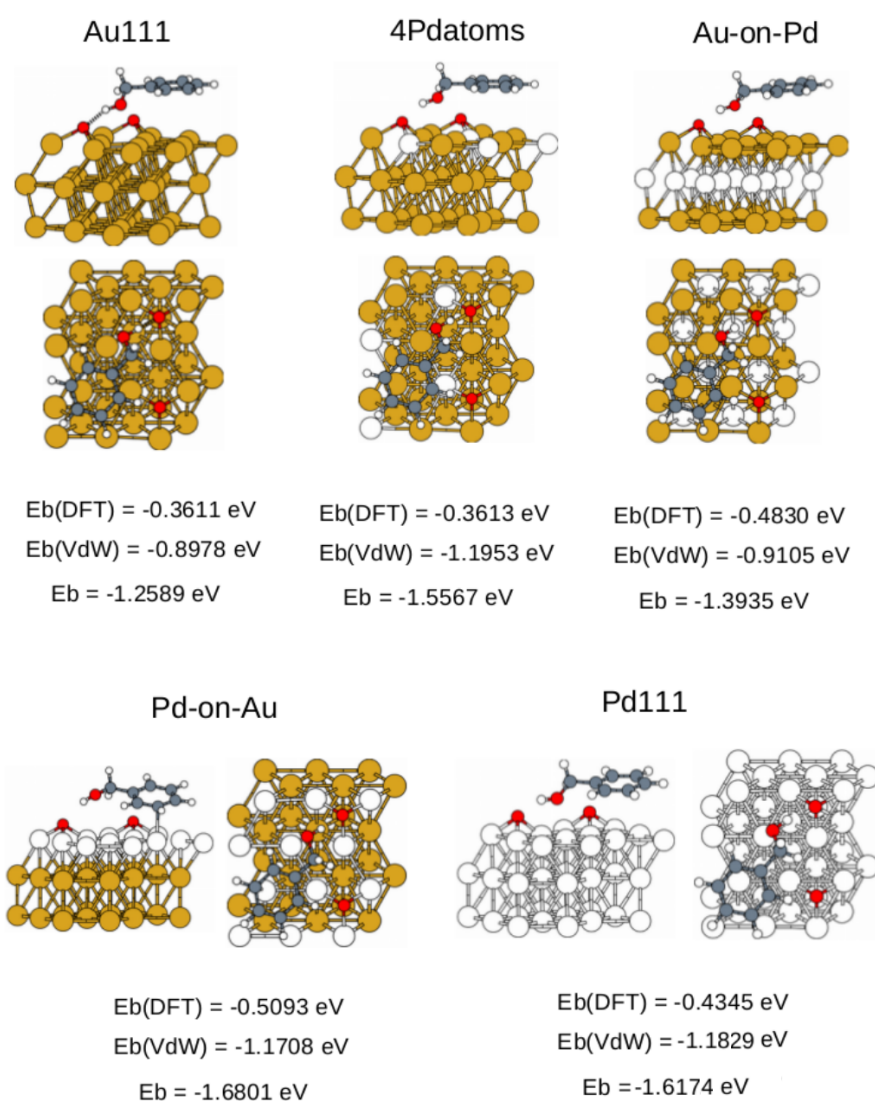 Au111
4Pdatoms
Au-on-Pd
Eb(DFT) = -0.3611 eV
Eb(VdW) = -0.8978 eV
Eb = -1.2589 eV
Eb(DFT) = -0.3613 eV
Eb(VdW) = -1.1953 eV
Eb = -1.5567 eV
Eb(DFT) = -0.4830 eV
Eb(VdW) = -0.9105 eV
Eb = -1.3935 eV
Pd-on-Au
Pd111
Eb(DFT) = -0.5093 eV
Eb(VdW) = -1.1708 eV
Eb = -1.6801 eV
Eb(DFT) = -0.4345 eV
Eb(VdW) = -1.1829 eV
Eb =-1.6174 eV